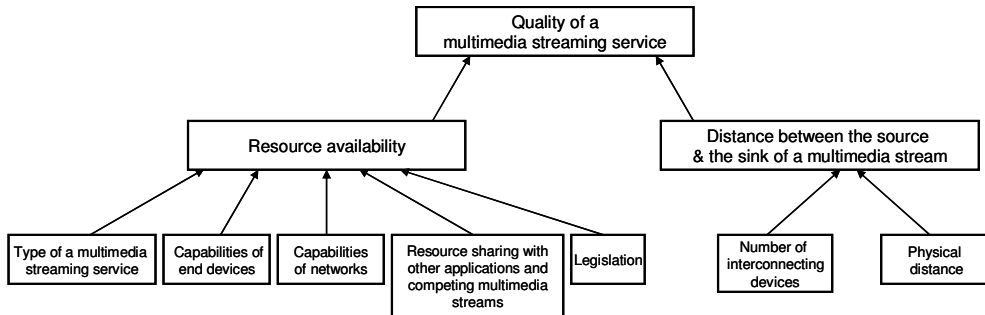 Quality of a
multimedia streaming service
Resource availability
Distance between the source
& the sink of a multimedia stream
Type of a multimedia
streaming service
Capabilities of
end devices
Capabilities
of networks
Resource sharing with
other applications and
competing multimedia
streams
Legislation
Number of
interconnecting
devices
Physical
distance